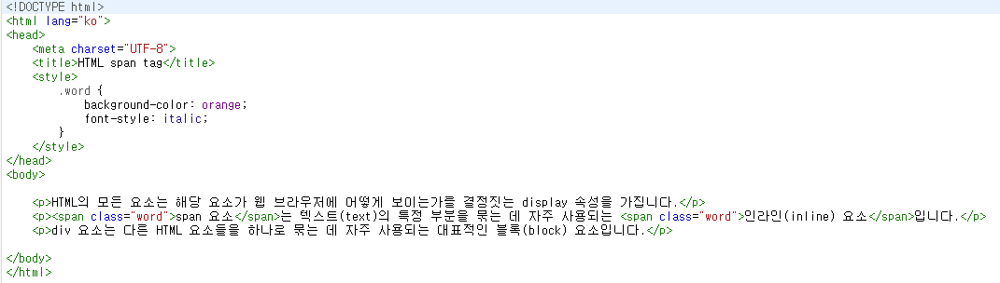 <!DOCTYPE html>
<html lang="ko">
<head>
    <meta charset="UTF-8">
    <title>HTML span tag</title>
    <style>
        .word {
            background-color: orange;
            font-style: italic;
        }
    </style>
</head>
<body>
    <p>HTML의 모든 요소는 해당 요소가 웹 브라우저에 어떻게 보이는가를 결정짓는 display 속성을 가집니다.</p>
    <p><span class="word">span 요소</span>는 텍스트(text)의 특정 부분을 묶는 데 자주 사용되는 <span class="word">인라인(inline) 요소</span>입니다.</p>
    <p>div 요소는 다른 HTML 요소들을 하나로 묶는 데 자주 사용되는 대표적인 블록(block) 요소입니다.</p>
</body>
</html>